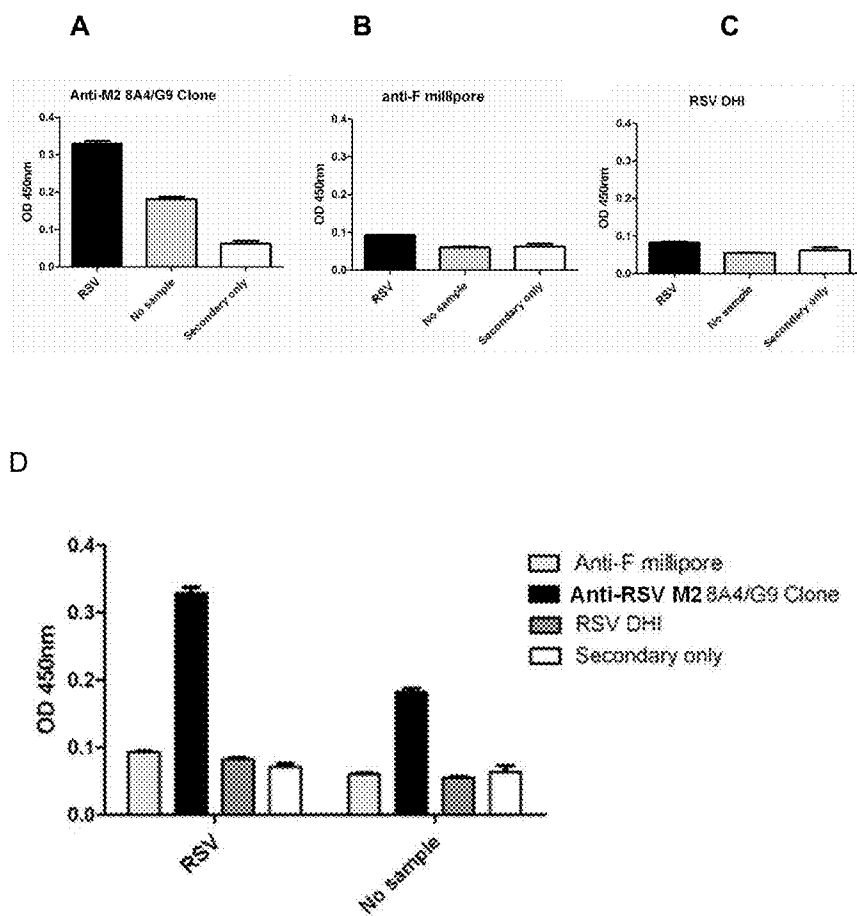 A
B
C
Anti-M2 8A4/G9 Clone
0.4
0.3
0.2
0.1
0.0
OD 450nm
RSV
No sample
Secondary only
anti-F millipore
0.4
0.3
0.2
0.1
0.0
OD 450nm
RSV
No sample
Secondary only
RSV DHI
0.4
0.3
0.2
0.1
0.0
OD 450nm
RSV
No sample
Secondary only
D
0.4
0.3
0.2
0.1
0.0
OD 450nm
RSV
No sample
Anti-F millipore
Anti-RSV M2 8A4/G9 Clone
RSV DHI
Secondary only